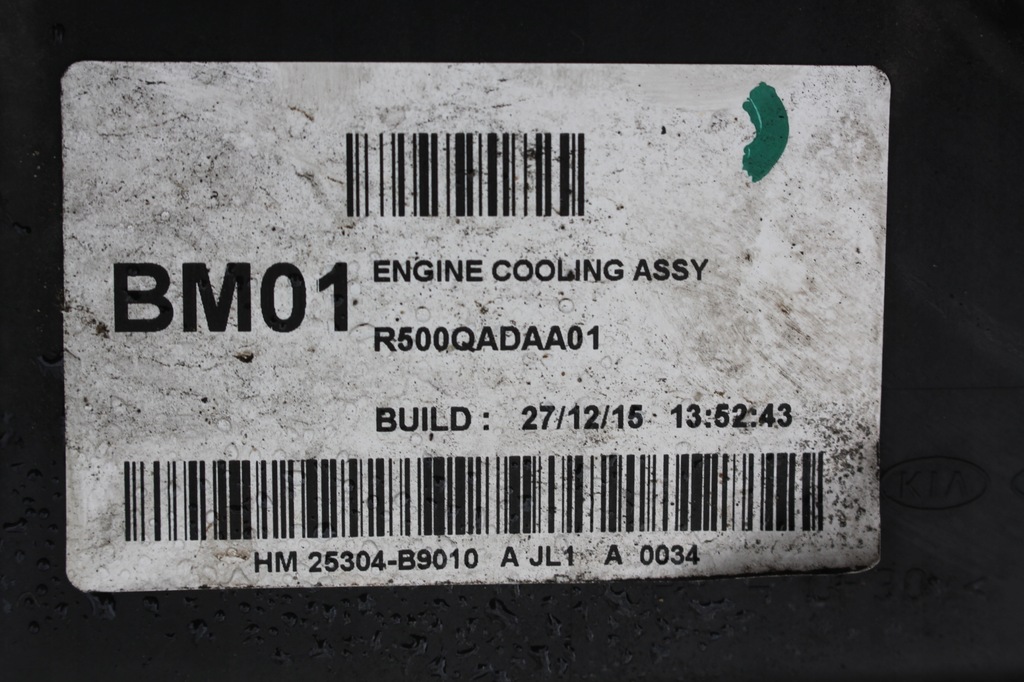 BM01
ENGINE COOLING ASSY
R500QADAA01
BUILD : 27/12/15 13:52:43
HM 25304-B9010 A JL1 A 0034
KIA